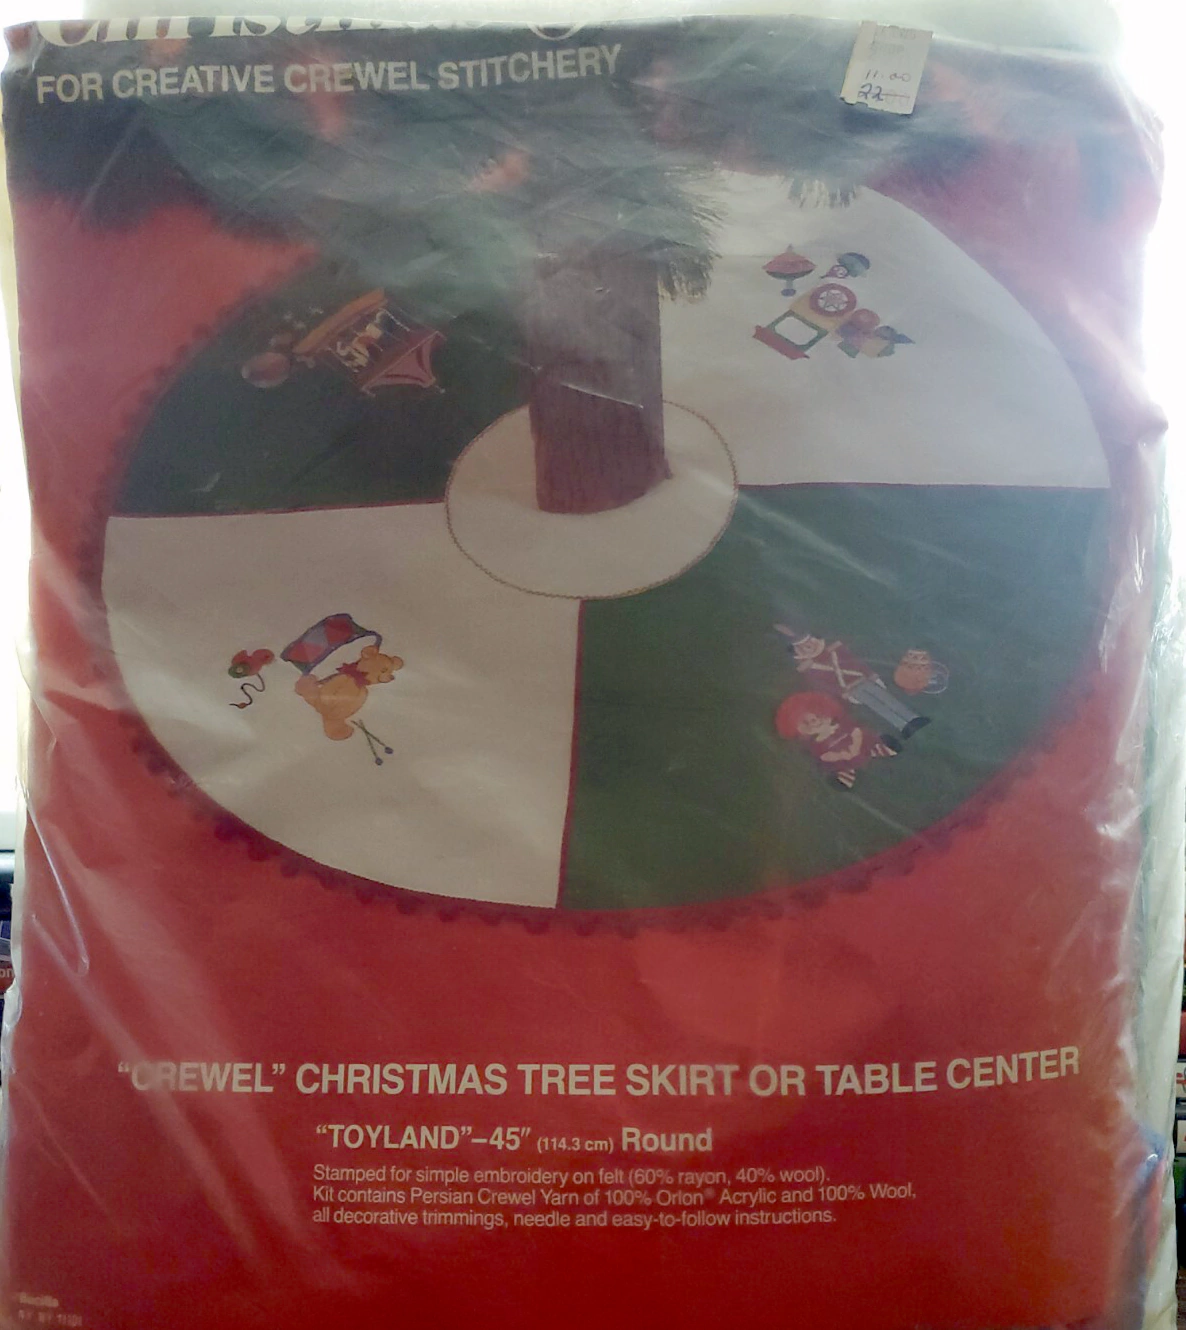 Christmas
FOR CREATIVE CREWEL STITCHERY
11.00
22
"CREWEL" CHRISTMAS TREE SKIRT OR TABLE CENTER
"TOYLAND"–45" (114.3 cm) Round
Stamped for simple embroidery on felt (60% rayon, 40% wool).
Kit contains Persian Crewel Yarn of 100% Orlon® Acrylic and 100% Wool,
all decorative trimmings, needle and easy-to-follow instructions.
Bucilla